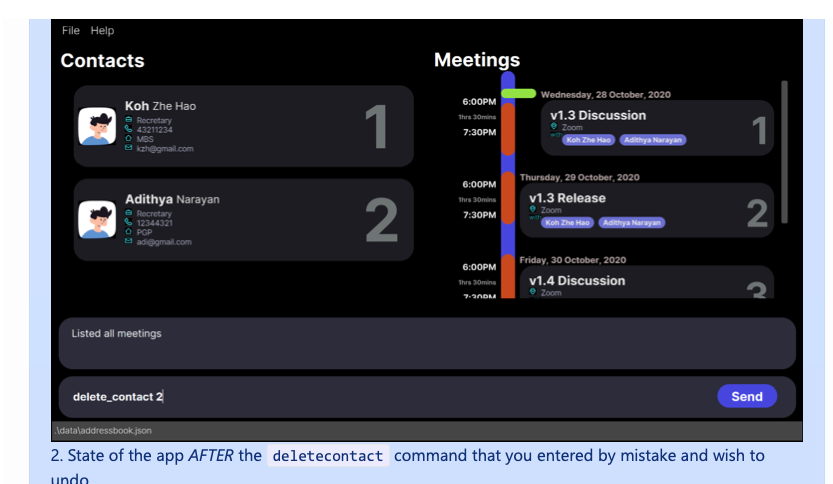 File Help
Contacts
Koh Zhe Hao
Recretary
43211234
MBS
kzh@gmail.com
1
Adithya Narayan
Recretary
12344321
PGP
adi@gmail.com
2
Meetings
Wednesday, 28 October, 2020
6:00PM
1hrs 30mins
7:30PM
v1.3 Discussion
Zoom
with
Koh Zhe Hao Adithya Narayan
1
Thursday, 29 October, 2020
6:00PM
1hrs 30mins
7:30PM
v1.3 Release
Zoom
with
Koh Zhe Hao Adithya Narayan
2
Friday, 30 October, 2020
6:00PM
1hrs 30mins
7:30PM
v1.4 Discussion
Zoom
3
Listed all meetings
delete_contact 2
Send
.\data\addressbook.json
2. State of the app AFTER the deletecontact command that you entered by mistake and wish to
undo